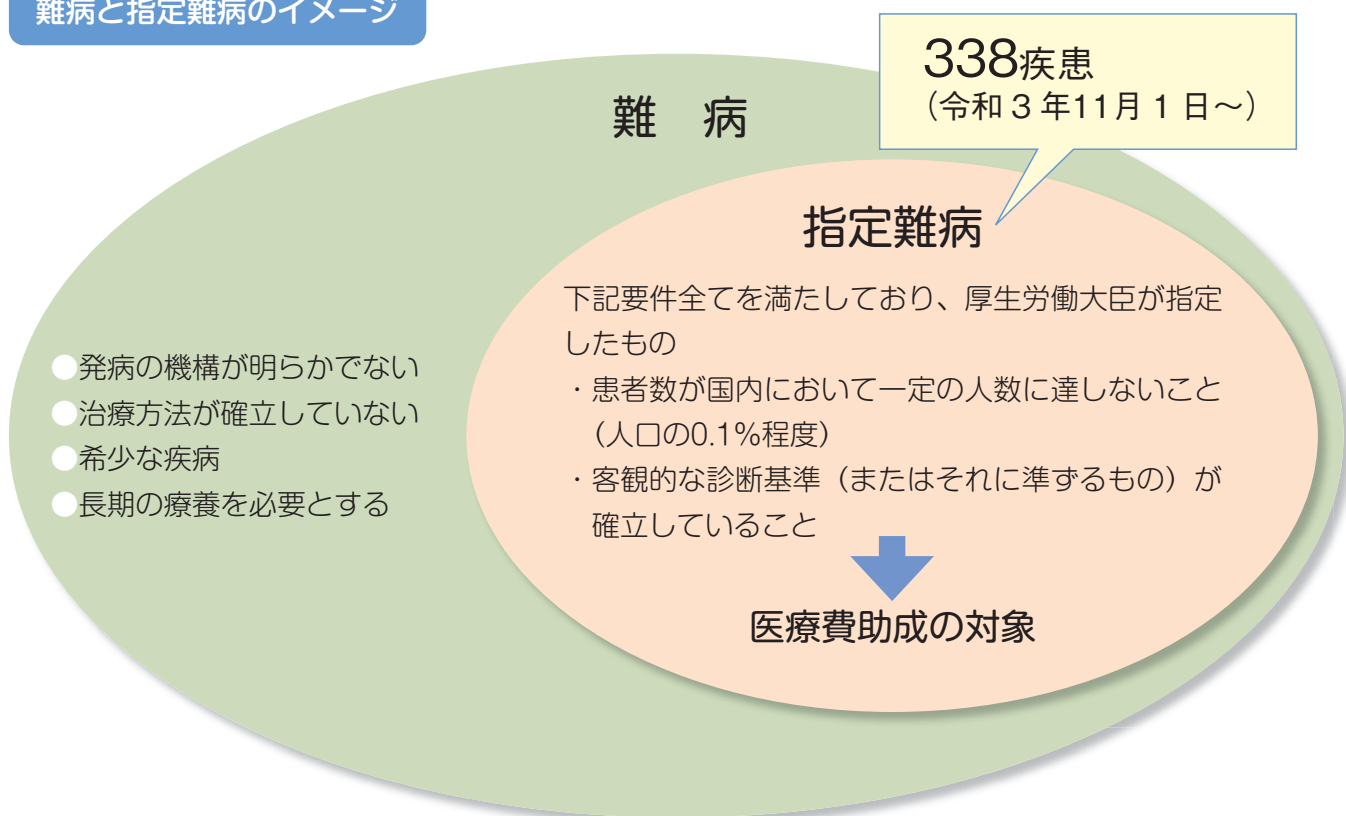 難病と指定難病のイメージ
338疾患
（令和３年11月１日～）
難　病
指定難病
下記要件全てを満たしており、厚生労働大臣が指定
したもの
・患者数が国内において一定の人数に達しないこと
（人口の0.1％程度）
・客観的な診断基準（またはそれに準ずるもの）が
確立していること
医療費助成の対象
●発病の機構が明らかでない
●治療方法が確立していない
●希少な疾病
●長期の療養を必要とする